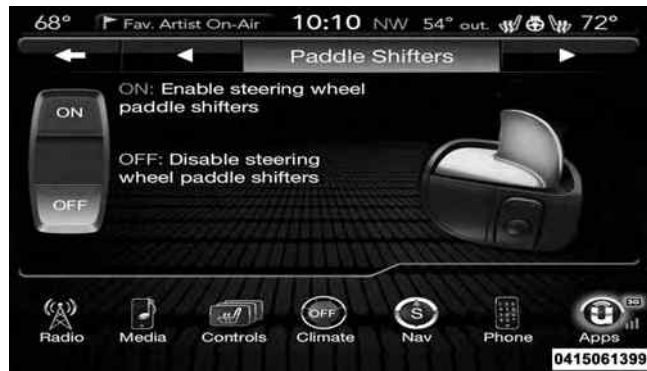 68° Fav. Artist On-Air 10:10 NW 54° out. 72°
Paddle Shifters
ON
OFF
ON: Enable steering wheel
paddle shifters
OFF: Disable steering
wheel paddle shifters
OFF
S
3G
Radio Media Controls Climate Nav Phone Apps
0415061399